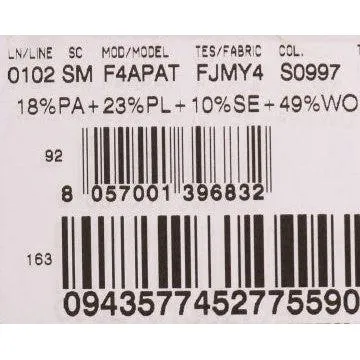 LN/LINE SC MOD/MODEL TES/FABRIC COL.
0102 SM F4APAT FJMY4 S0997
18%PA+23%PL+10%SE+49%WO
92
8 057001 396832
163
09435774527755590